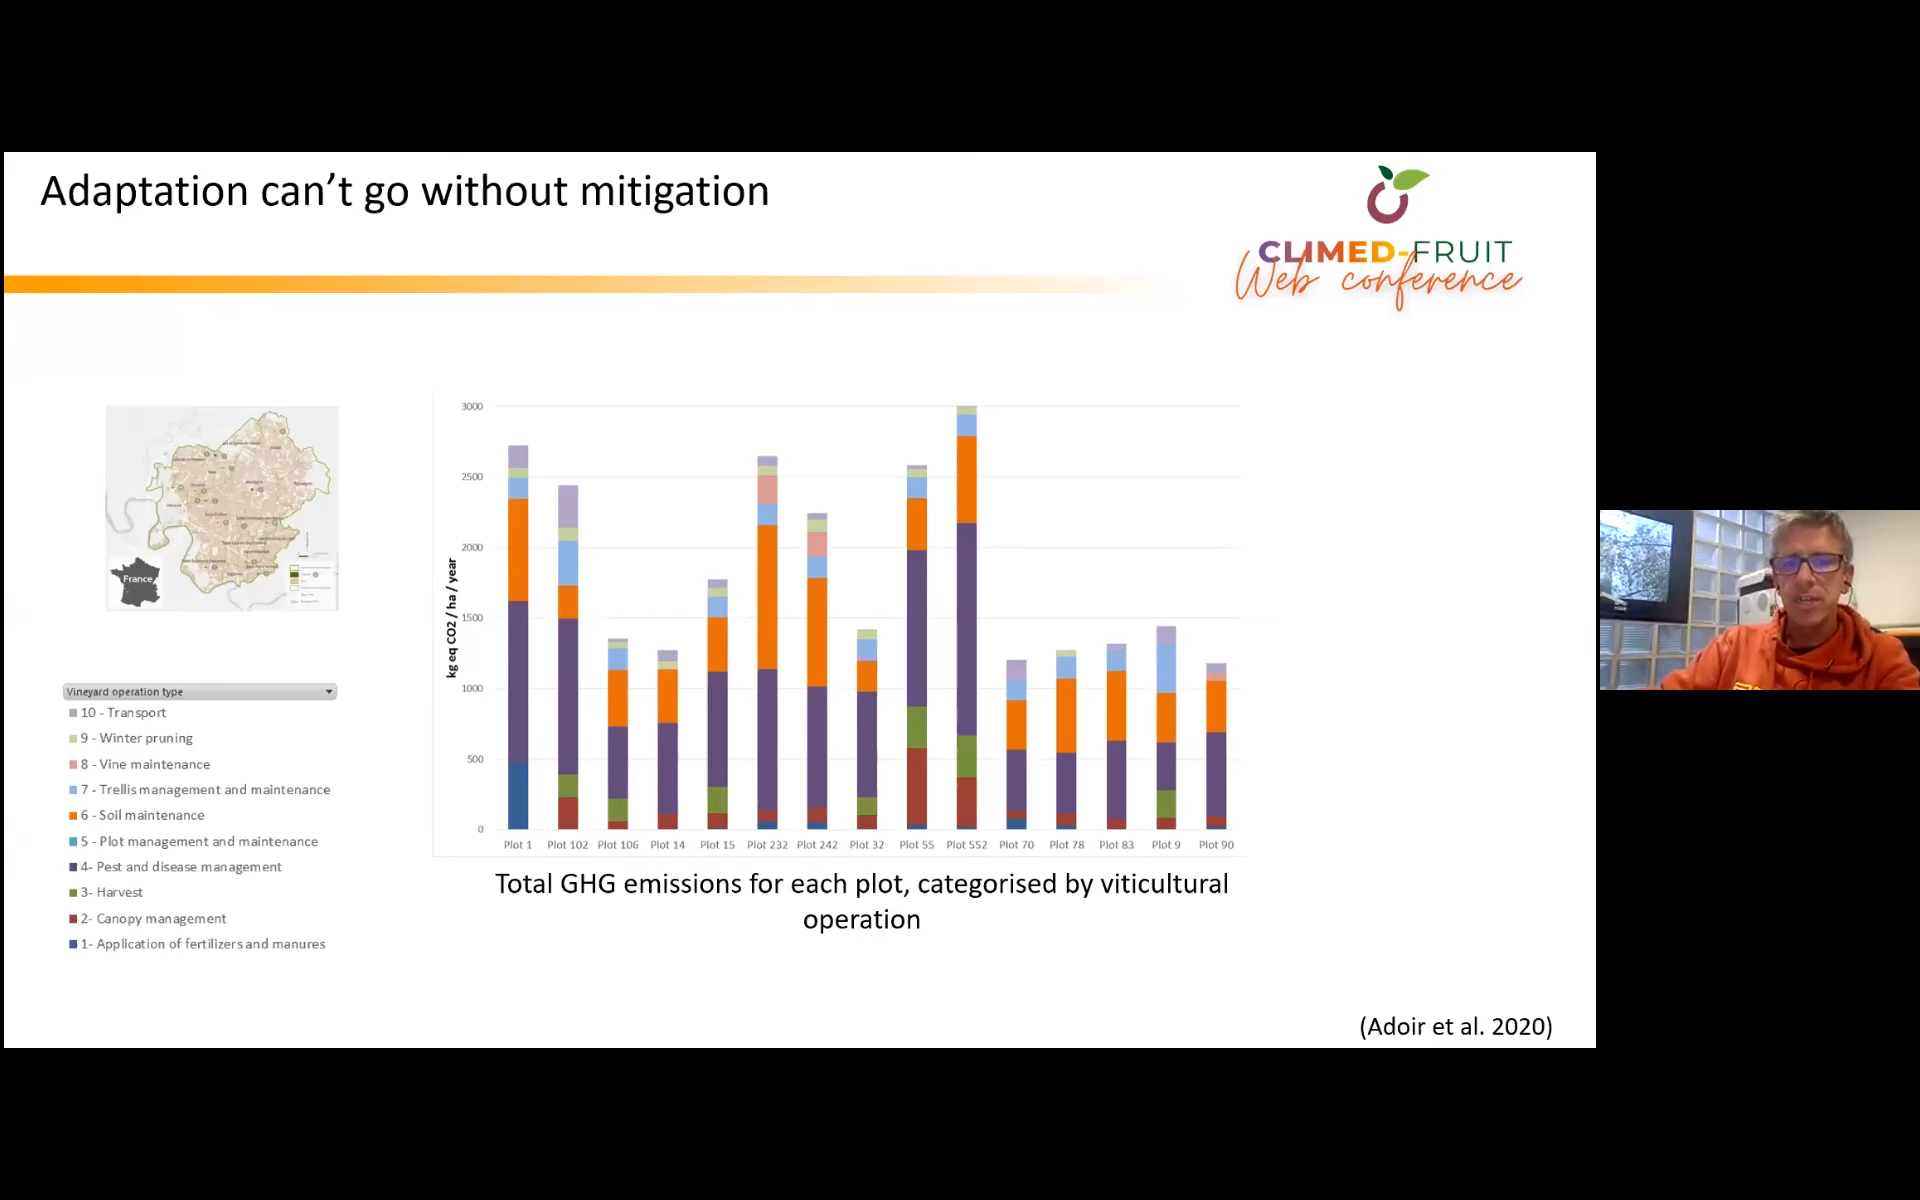 Adaptation can't go without mitigation
CLIMED-FRUIT
Web conference
France
Vineyard operation type
10 - Transport
9 - Winter pruning
8 - Vine maintenance
7 - Trellis management and maintenance
6 - Soil maintenance
5 - Plot management and maintenance
4- Pest and disease management
3- Harvest
2- Canopy management
1- Application of fertilizers and manures
kg eq CO2 / ha / year
3000
2500
2000
1500
1000
500
0
Plot 1 Plot 102 Plot 106 Plot 14 Plot 15 Plot 232 Plot 242 Plot 32 Plot 55 Plot 552 Plot 70 Plot 78 Plot 83 Plot 9 Plot 90
Total GHG emissions for each plot, categorised by viticultural
operation
(Adoir et al. 2020)